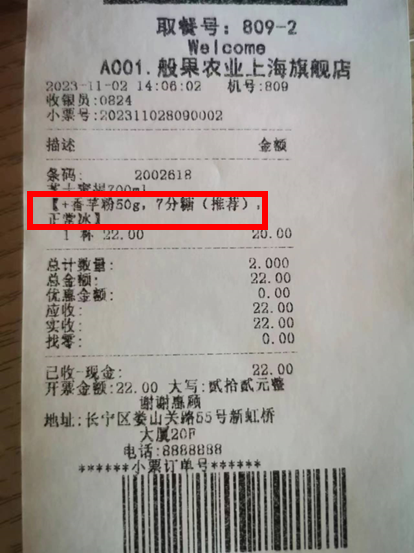 取餐号: 809-2
Welcome
A001.般果农业上海旗舰店
2023-11-02 14:06:02 机号:809
收银员:0824
小票号:202311028090002
描述 金额
条码: 2002618
700ml
【+香芋粉50g, 7分糖(推荐),
正常冰】
1 杯 22.00 20.00
总计数量: 2.000
总金额: 22.00
优惠金额: 0.00
应收: 22.00
实收: 22.00
找零: 0.00
已收-现金: 22.00
开票金额:22.00 大写:贰拾贰元整
谢谢惠顾
地址:长宁区娄山关路55号新虹侨
大厦20F
电话:8888888
******小票订单号******